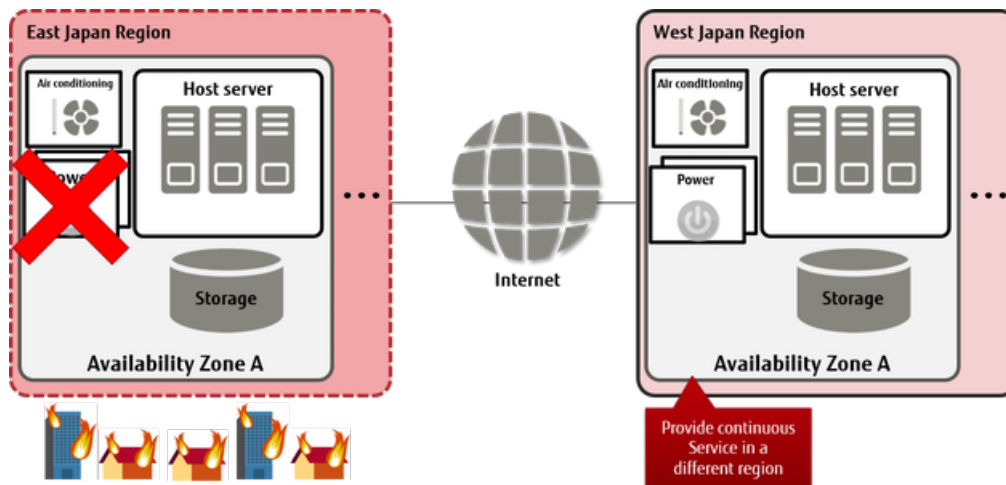 East Japan Region
Air conditioning
Host server
Power
...
Storage
Availability Zone A
Internet
West Japan Region
Air conditioning
Host server
Power
...
Storage
Availability Zone A
Provide continuous
Service in a
different region